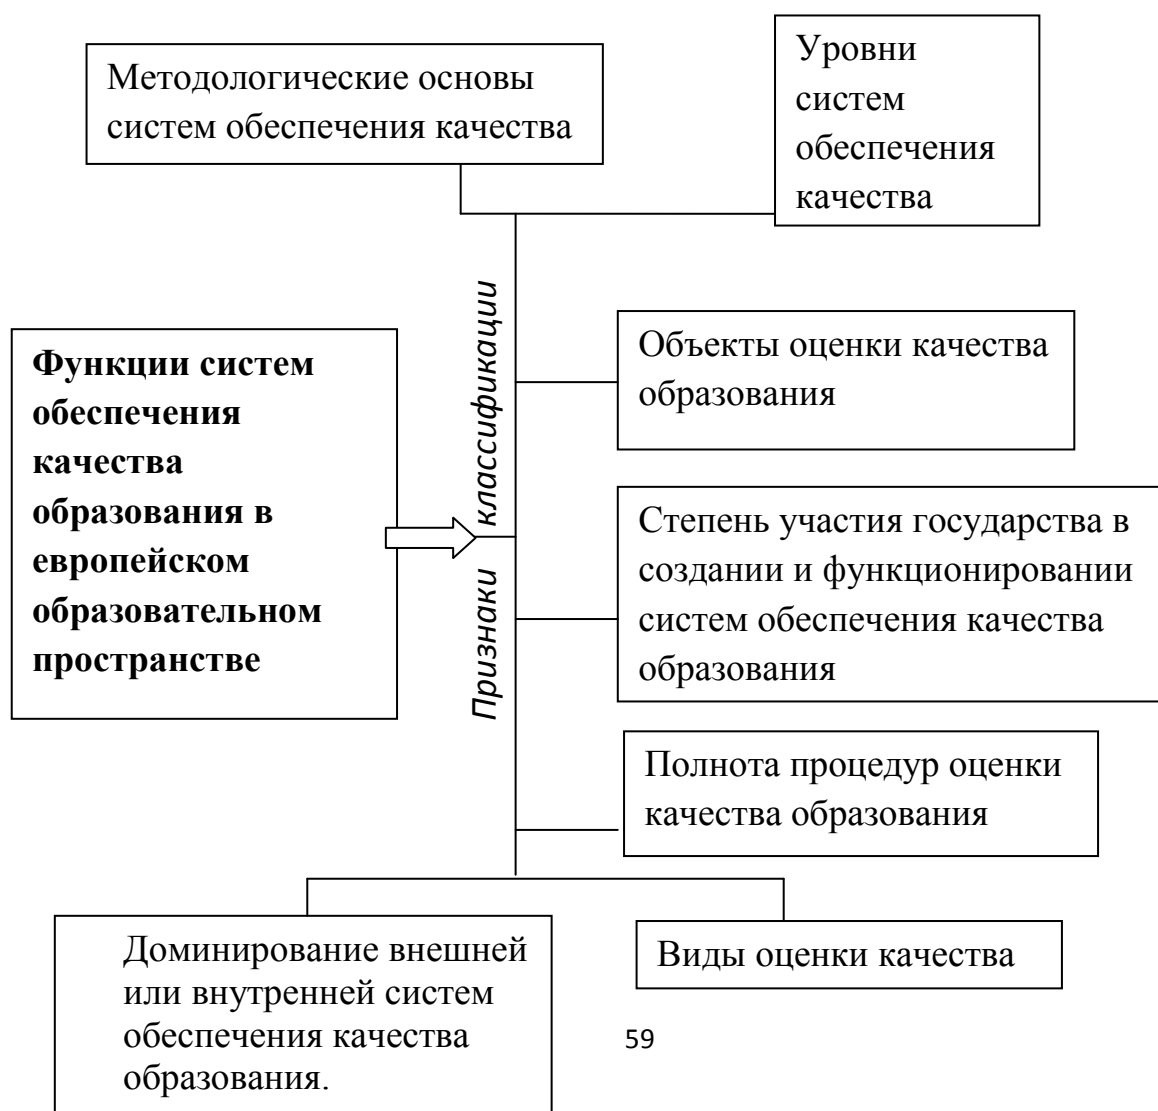 Методологические основы
систем обеспечения качества
Уровни
систем
обеспечения
качества
Функции систем
обеспечения
качества
образования в
европейском
образовательном
пространстве
Признаки классификации
Объекты оценки качества
образования
Степень участия государства в
создании и функционировании
систем обеспечения качества
образования
Полнота процедур оценки
качества образования
Доминирование внешней
или внутренней систем
обеспечения качества
образования.
Виды оценки качества
59